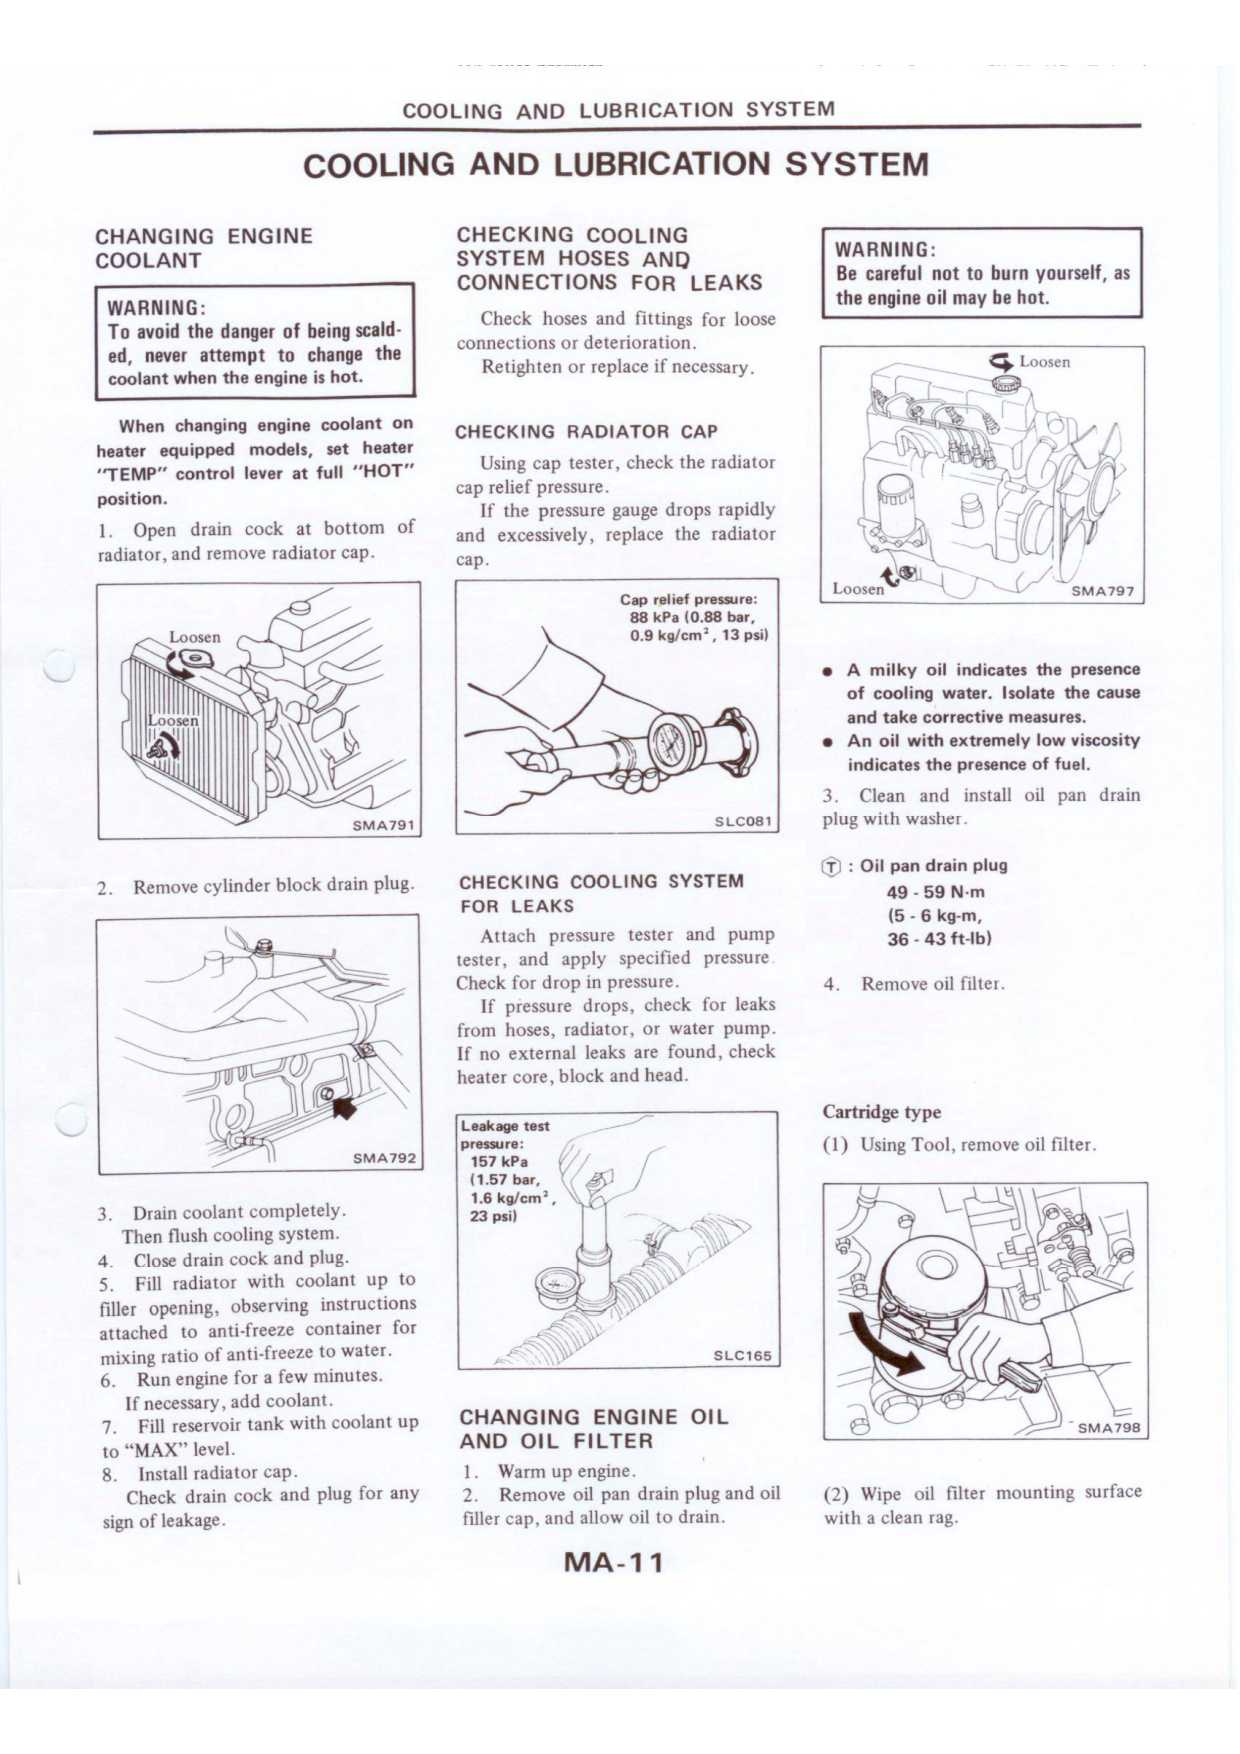 COOLING AND LUBRICATION SYSTEM
COOLING AND LUBRICATION SYSTEM
CHANGING ENGINE
COOLANT
WARNING:
To avoid the danger of being scald-
ed, never attempt to change the
coolant when the engine is hot.
When changing engine coolant on
heater equipped models, set heater
"TEMP" control lever at full "HOT"
position.
1. Open drain cock at bottom of
radiator, and remove radiator cap.
Loosen
Loosen
SMA791
2. Remove cylinder block drain plug.
SMA792
3. Drain coolant completely.
Then flush cooling system.
4. Close drain cock and plug.
5. Fill radiator with coolant up to
filler opening, observing instructions
attached to anti-freeze container for
mixing ratio of anti-freeze to water.
6. Run engine for a few minutes.
If necessary, add coolant.
7. Fill reservoir tank with coolant up
to "MAX" level.
8. Install radiator cap.
Check drain cock and plug for any
sign of leakage.
CHECKING COOLING
SYSTEM HOSES AND
CONNECTIONS FOR LEAKS
Check hoses and fittings for loose
connections or deterioration.
Retighten or replace if necessary.
CHECKING RADIATOR CAP
Using cap tester, check the radiator
cap relief pressure.
If the pressure gauge drops rapidly
and excessively, replace the radiator
cap.
Cap relief pressure:
88 kPa (0.88 bar,
0.9 kg/cm², 13 psi)
SLC081
CHECKING COOLING SYSTEM
FOR LEAKS
Attach pressure tester and pump
tester, and apply specified pressure.
Check for drop in pressure.
If pressure drops, check for leaks
from hoses, radiator, or water pump.
If no external leaks are found, check
heater core, block and head.
Leakage test
pressure:
157 kPa
(1.57 bar,
1.6 kg/cm²,
23 psi)
SLC165
CHANGING ENGINE OIL
AND OIL FILTER
1. Warm up engine.
2. Remove oil pan drain plug and oil
filler cap, and allow oil to drain.
WARNING:
Be careful not to burn yourself, as
the engine oil may be hot.
Loosen
Loosen
SMA797
• A milky oil indicates the presence
of cooling water. Isolate the cause
and take corrective measures.
• An oil with extremely low viscosity
indicates the presence of fuel.
3. Clean and install oil pan drain
plug with washer.
Ⓣ : Oil pan drain plug
49 - 59 N·m
(5 - 6 kg-m,
36 - 43 ft-lb)
4. Remove oil filter.
Cartridge type
(1) Using Tool, remove oil filter.
SMA798
(2) Wipe oil filter mounting surface
with a clean rag.
MA-11